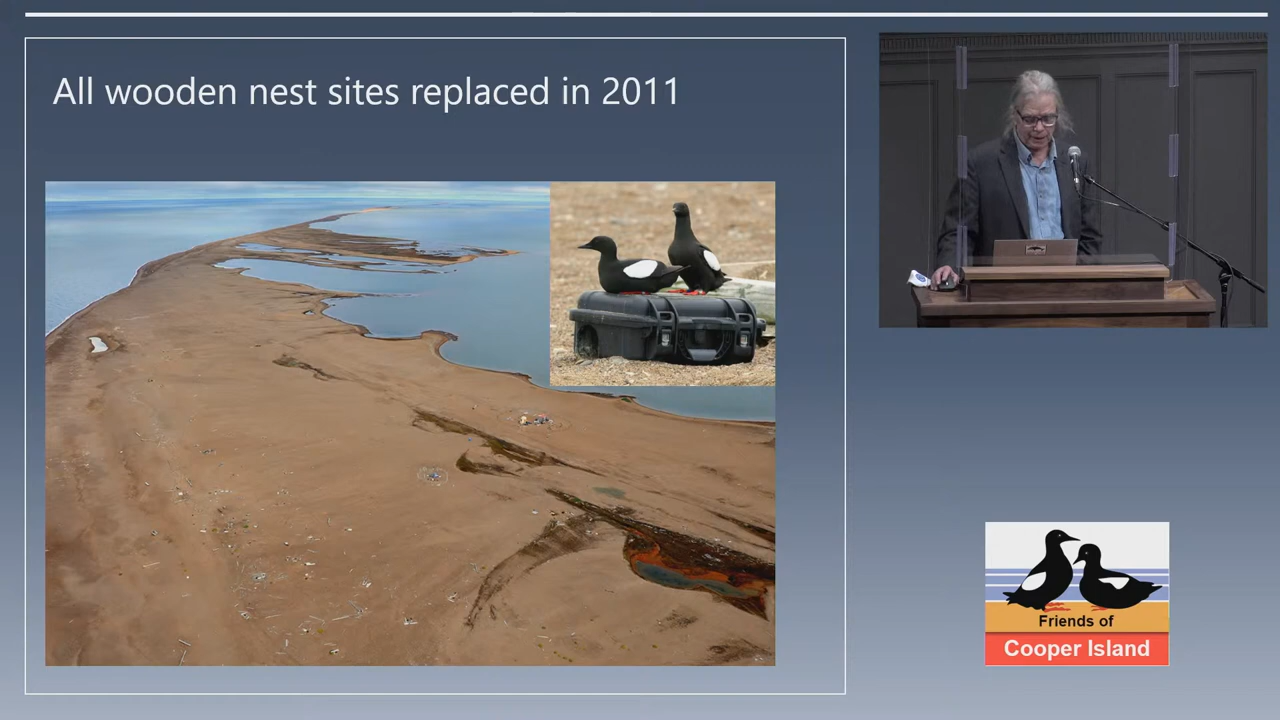 All wooden nest sites replaced in 2011
Friends of
Cooper Island